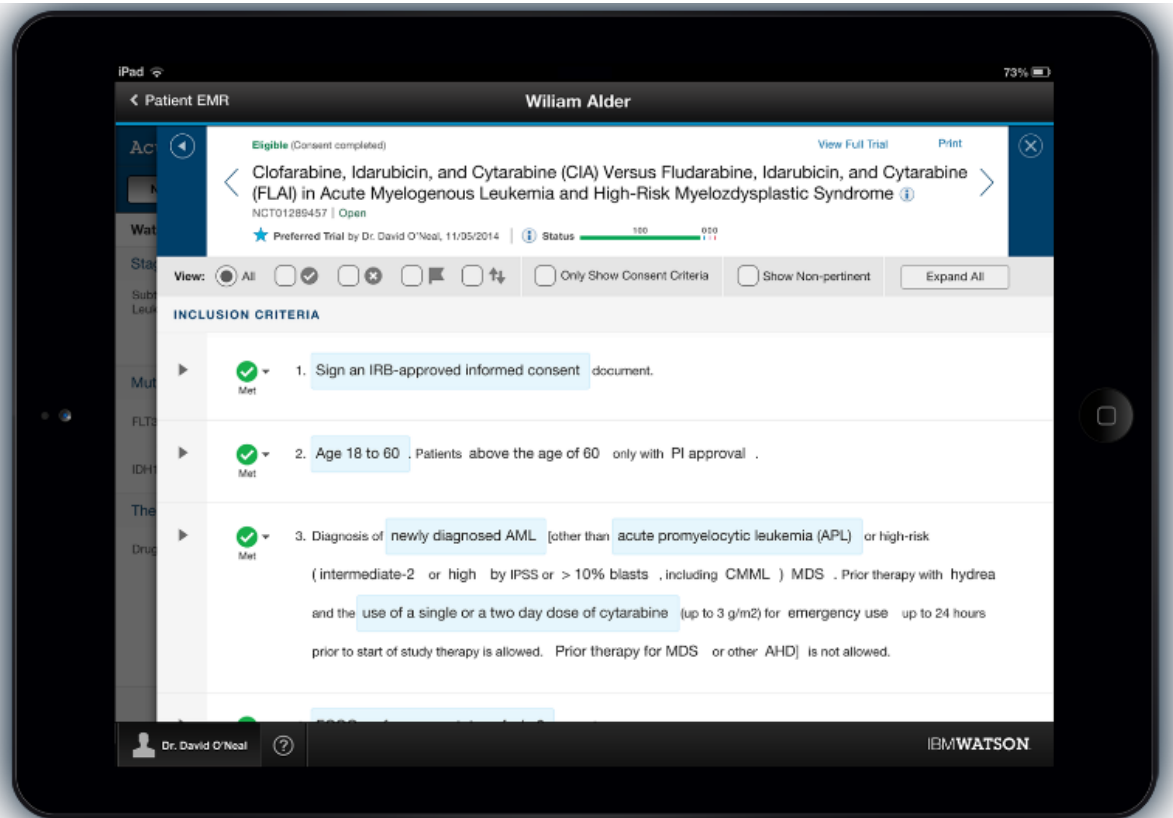 iPad 73%
Patient EMR Wiliam Alder
Eligible (Consent completed) View Full Trial Print
Clofarabine, Idarubicin, and Cytarabine (CIA) Versus Fludarabine, Idarubicin, and Cytarabine
(FLAI) in Acute Myelogenous Leukemia and High-Risk Myelozdysplastic Syndrome
NCT01289457 | Open
Preferred Trial by Dr. David O'Neal, 11/05/2014 | Status 100 000
View: All Only Show Consent Criteria Show Non-pertinent Expand All
INCLUSION CRITERIA
1. Sign an IRB-approved informed consent document.
Met
2. Age 18 to 60 . Patients above the age of 60 only with PI approval .
Met
3. Diagnosis of newly diagnosed AML [other than acute promyelocytic leukemia (APL) or high-risk
Met
( intermediate-2 or high by IPSS or > 10% blasts , including CMML ) MDS . Prior therapy with hydrea
and the use of a single or a two day dose of cytarabine (up to 3 g/m2) for emergency use up to 24 hours
prior to start of study therapy is allowed. Prior therapy for MDS or other AHD] is not allowed.
Dr. David O'Neal ? IBMWATSON